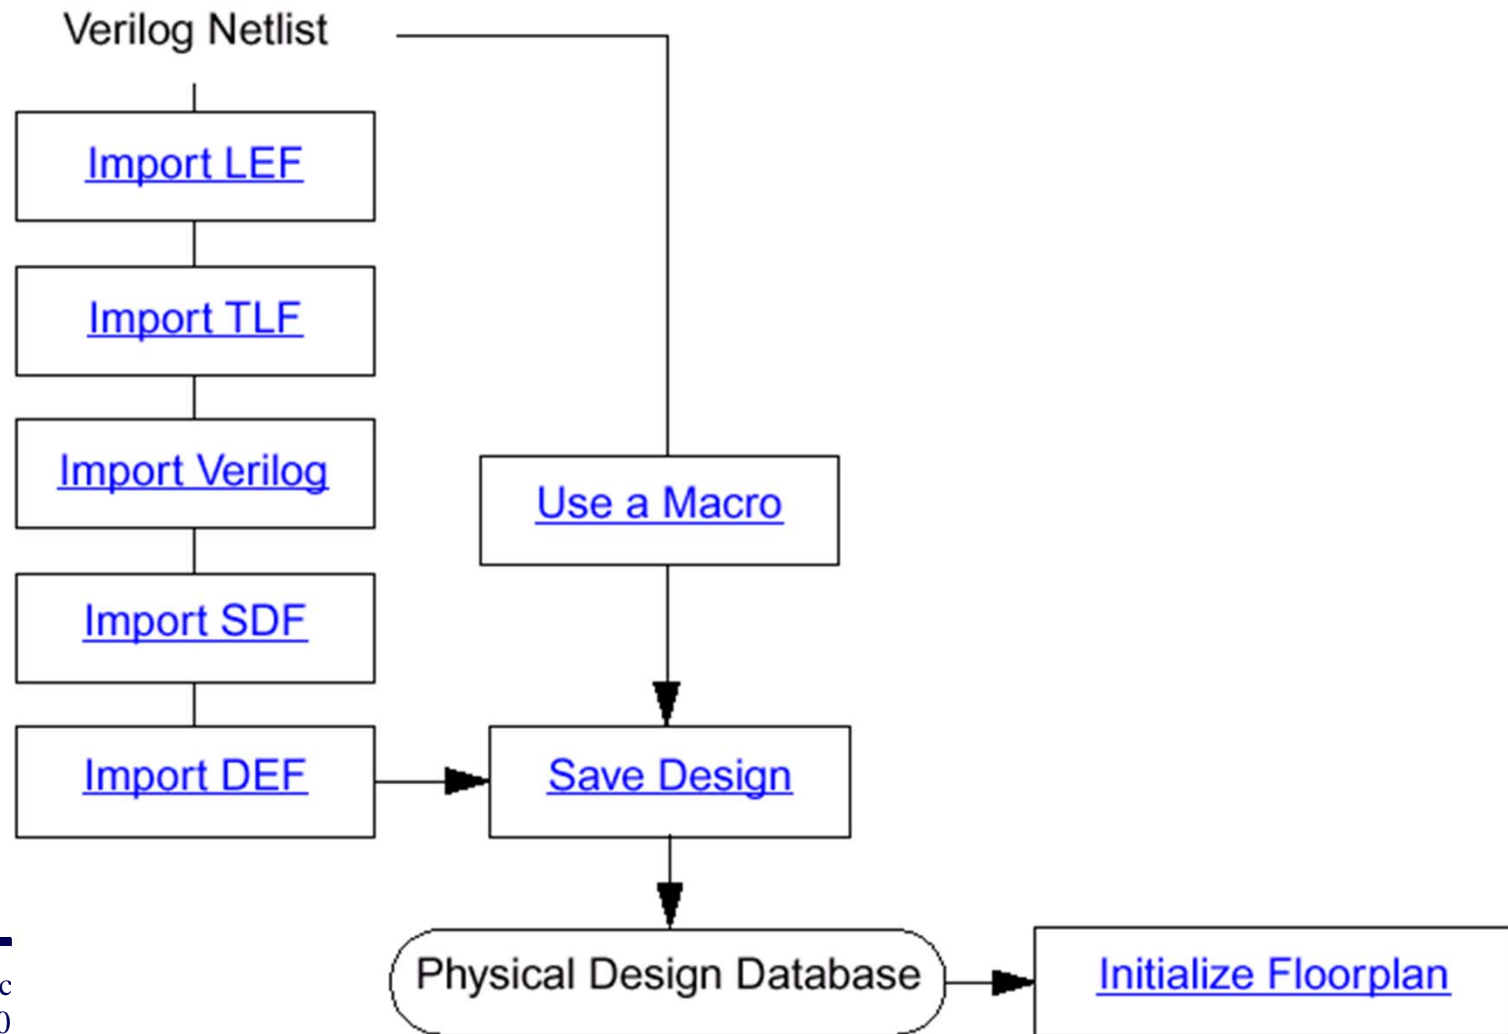 Verilog Netlist
Import LEF
Import TLF
Import Verilog
Use a Macro
Import SDF
Import DEF
Save Design
Physical Design Database
Initialize Floorplan
c
0